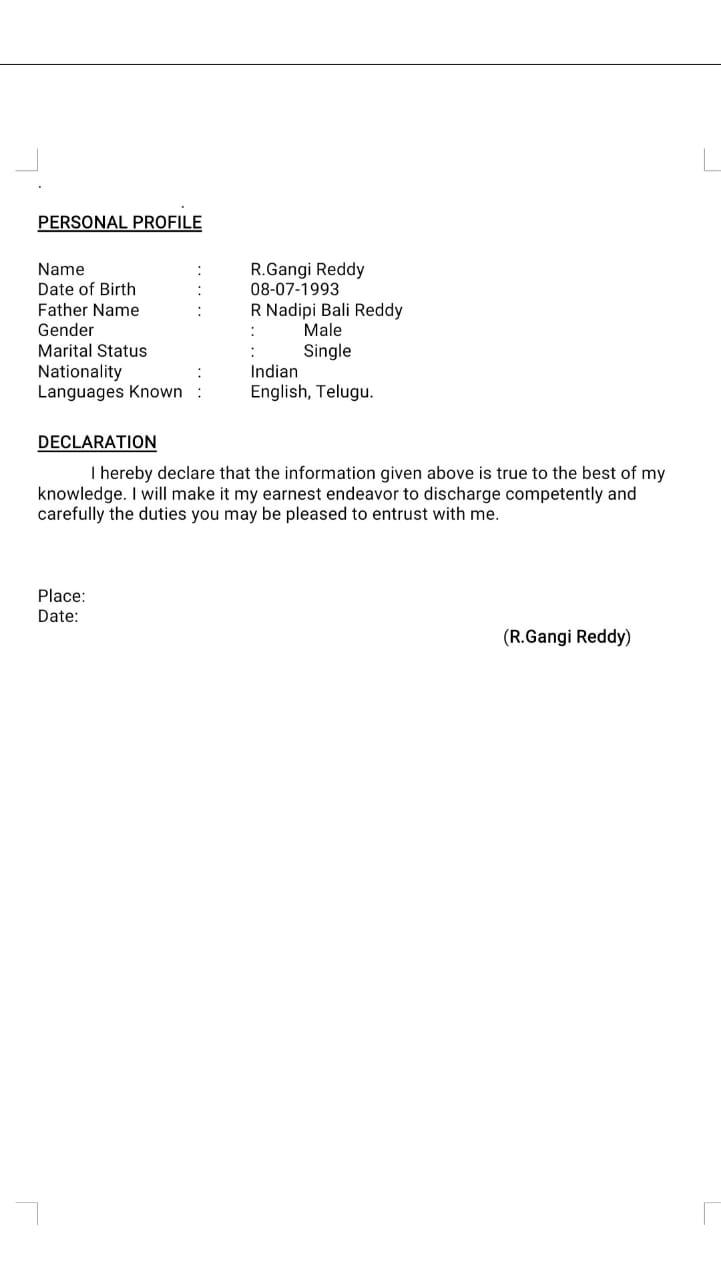 PERSONAL PROFILE
Name : R.Gangi Reddy
Date of Birth : 08-07-1993
Father Name : R Nadipi Bali Reddy
Gender : Male
Marital Status : Single
Nationality : Indian
Languages Known : English, Telugu.
DECLARATION
I hereby declare that the information given above is true to the best of my
knowledge. I will make it my earnest endeavor to discharge competently and
carefully the duties you may be pleased to entrust with me.
Place:
Date:
(R.Gangi Reddy)